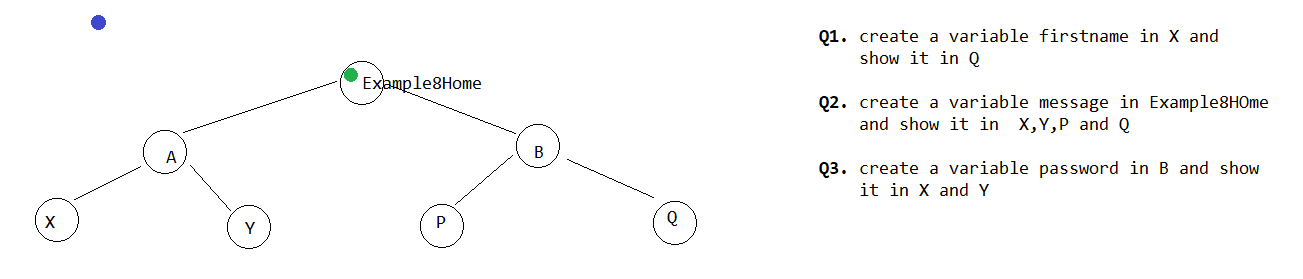 Example8Home
A
B
X
Y
P
Q
Q1. create a variable firstname in X and
show it in Q
Q2. create a variable message in Example8HOme
and show it in  X,Y,P and Q
Q3. create a variable password in B and show
it in X and Y